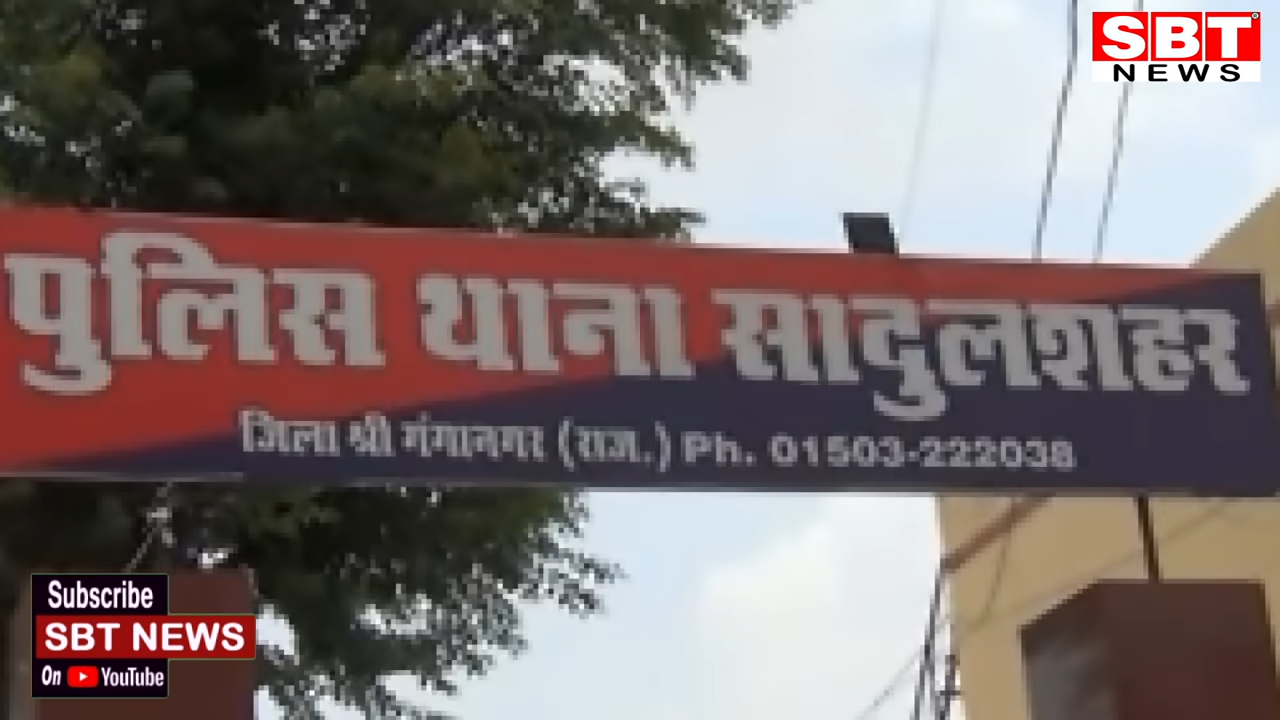 SBT
NEWS
पुलिस थाना सादुलशहर
जिला श्री गंगानगर (राज.) Ph. 01503-222038
Subscribe
SBT NEWS
On YouTube